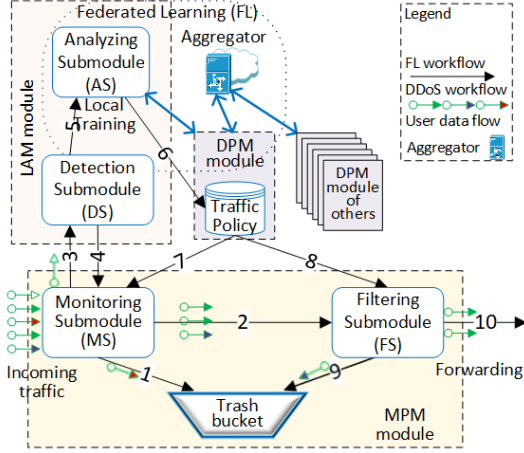 Federated Learning (FL)
Analyzing
Submodule
(AS)
Aggregator
Local
Training
LAM module
5
6
Detection
Submodule
(DS)
DPM
module
Traffic
Policy
DPM
module
of
others
Legend
FL workflow
DDoS workflow
User data flow
Aggregator
3
4
7
8
Monitoring
Submodule
(MS)
2
Filtering
Submodule
(FS)
10
Incoming
traffic
Forwarding
1
9
Trash
bucket
MPM
module